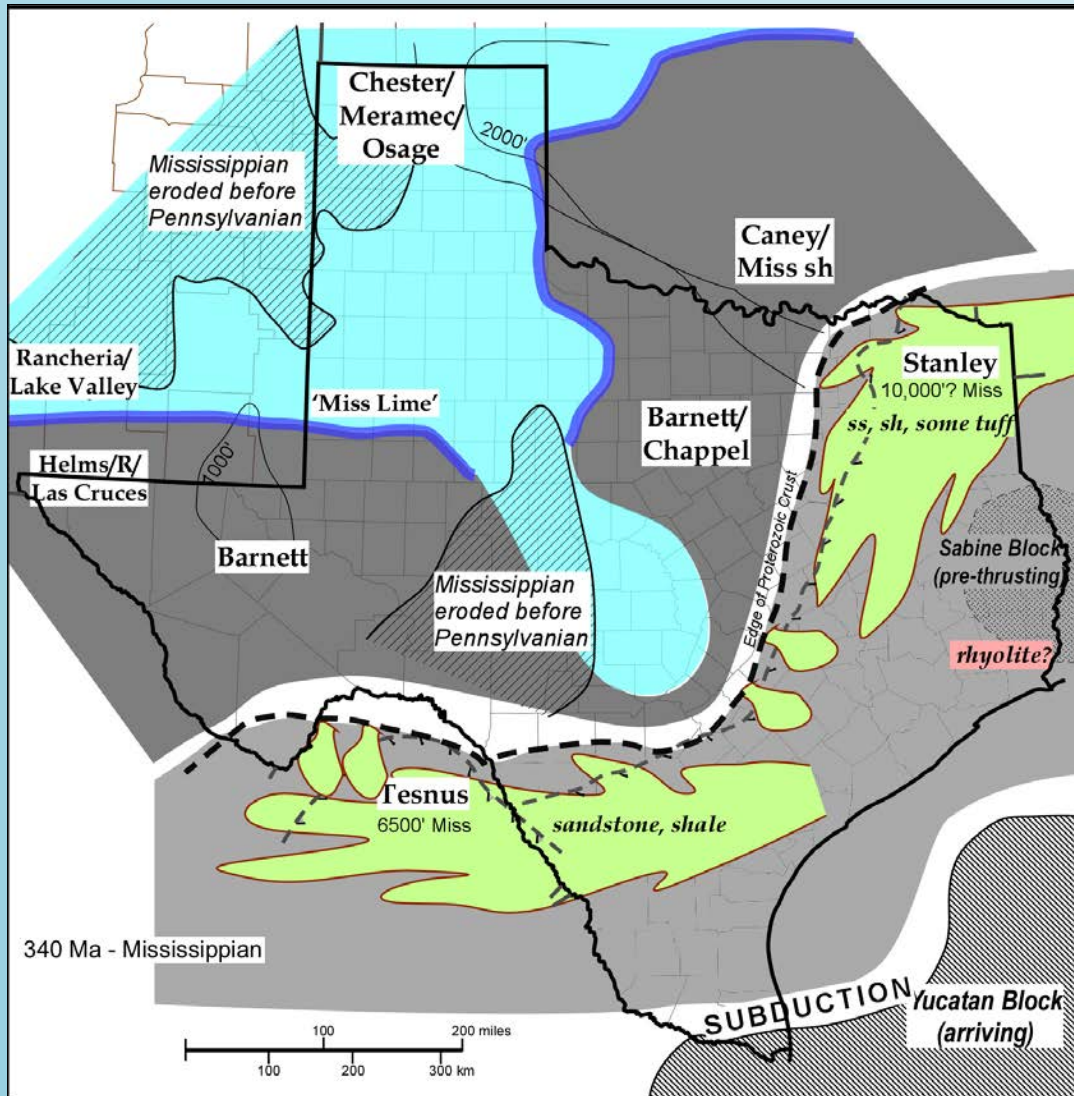 Chester/
Meramec/
Osage
2000'
Mississippian
eroded before
Pennsylvanian
Caney/
Miss sh
Rancheria/
Lake Valley
'Miss Lime'
Stanley
10,000'? Miss
ss, sh, some tuff
Barnett/
Chappel
Helms/R/
Las Cruces
1000'
Barnett
Edge of Proterozoic Crust
Sabine Block
(pre-thrusting)
Mississippian
eroded before
Pennsylvanian
rhyolite?
Tesnus
6500' Miss
sandstone, shale
340 Ma - Mississippian
SUBDUCTION
Yucatan Block
(arriving)
100
200 miles
100
200
300 km